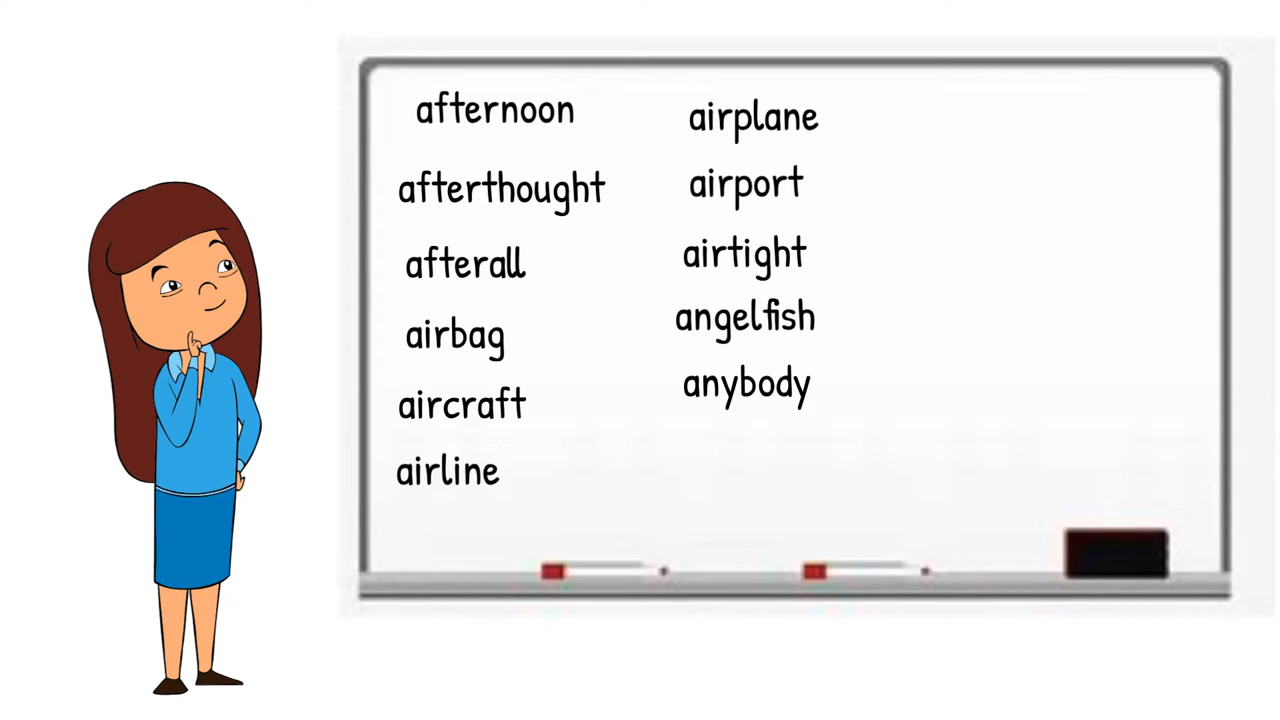 afternoon
afterthought
afterall
airbag
aircraft
airline
airplane
airport
airtight
angelfish
anybody